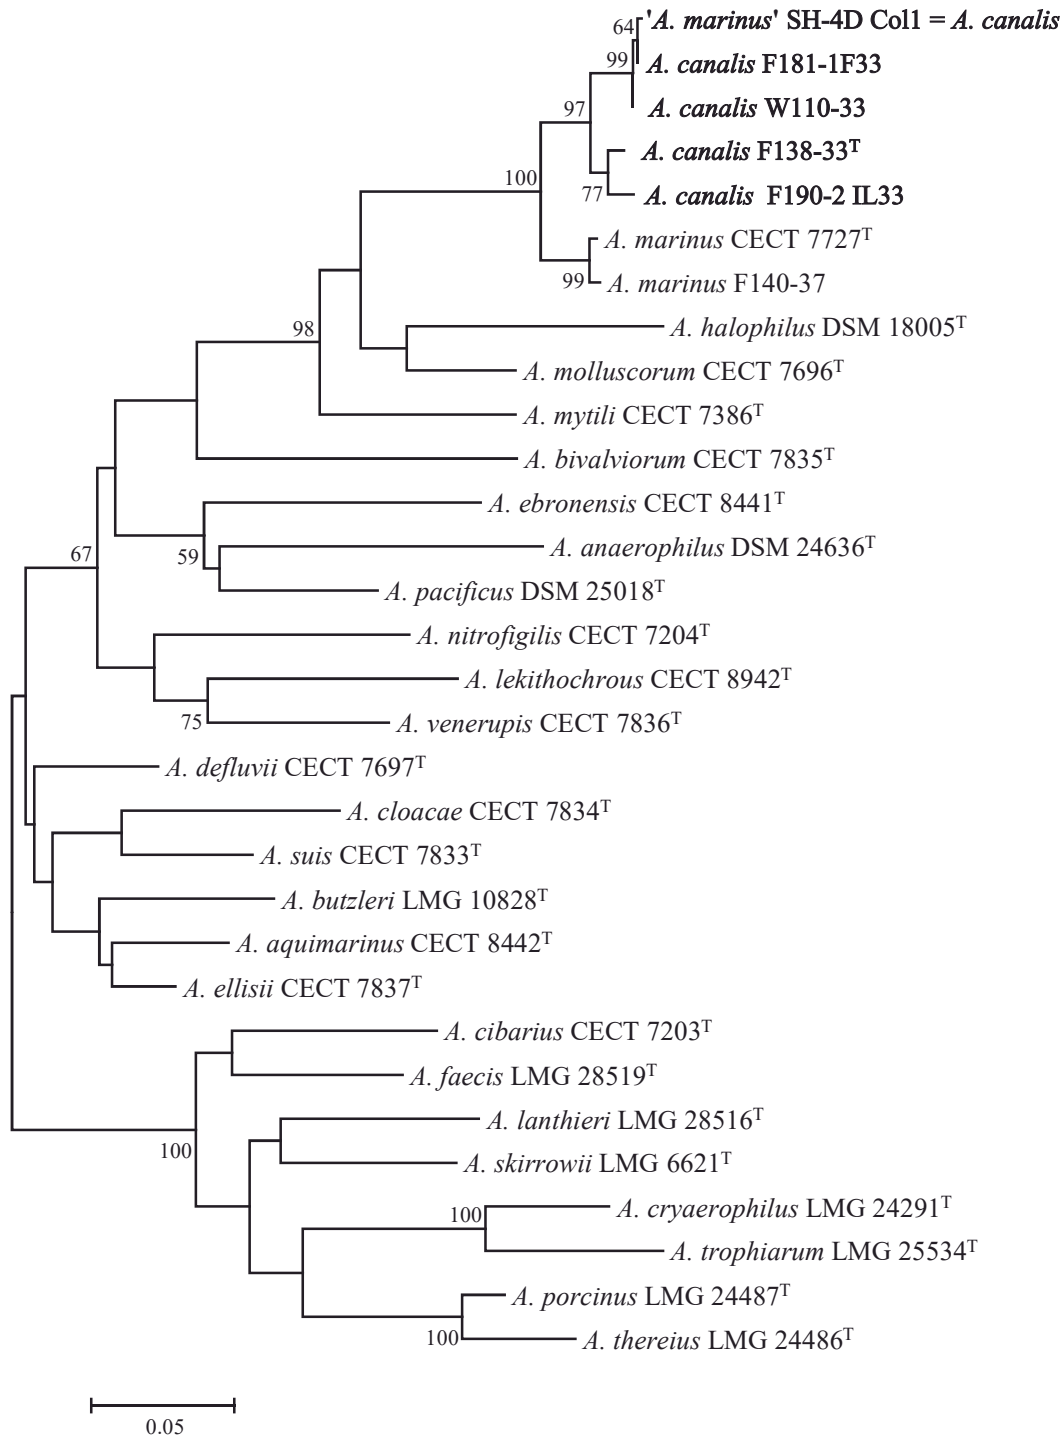 64 'A. marinus' SH-4D Col1 = A. canalis
99 A. canalis F181-1F33
A. canalis W110-33
97
A. canalis F138-33T
100
77 A. canalis F190-2 IL33
A. marinus CECT 7727T
99 A. marinus F140-37
98 A. halophilus DSM 18005T
A. molluscorum CECT 7696T
A. mytili CECT 7386T
A. bivalviorum CECT 7835T
A. ebronensis CECT 8441T
67 59 A. anaerophilus DSM 24636T
A. pacificus DSM 25018T
A. nitrofigilis CECT 7204T
A. lekithochrous CECT 8942T
75 A. venerupis CECT 7836T
A. defluvii CECT 7697T
A. cloacae CECT 7834T
A. suis CECT 7833T
A. butzleri LMG 10828T
A. aquimarinus CECT 8442T
A. ellisii CECT 7837T
A. cibarius CECT 7203T
A. faecis LMG 28519T
A. lanthieri LMG 28516T
100
A. skirrowii LMG 6621T
100 A. cryaerophilus LMG 24291T
A. trophiarum LMG 25534T
A. porcinus LMG 24487T
100 A. thereius LMG 24486T
0.05